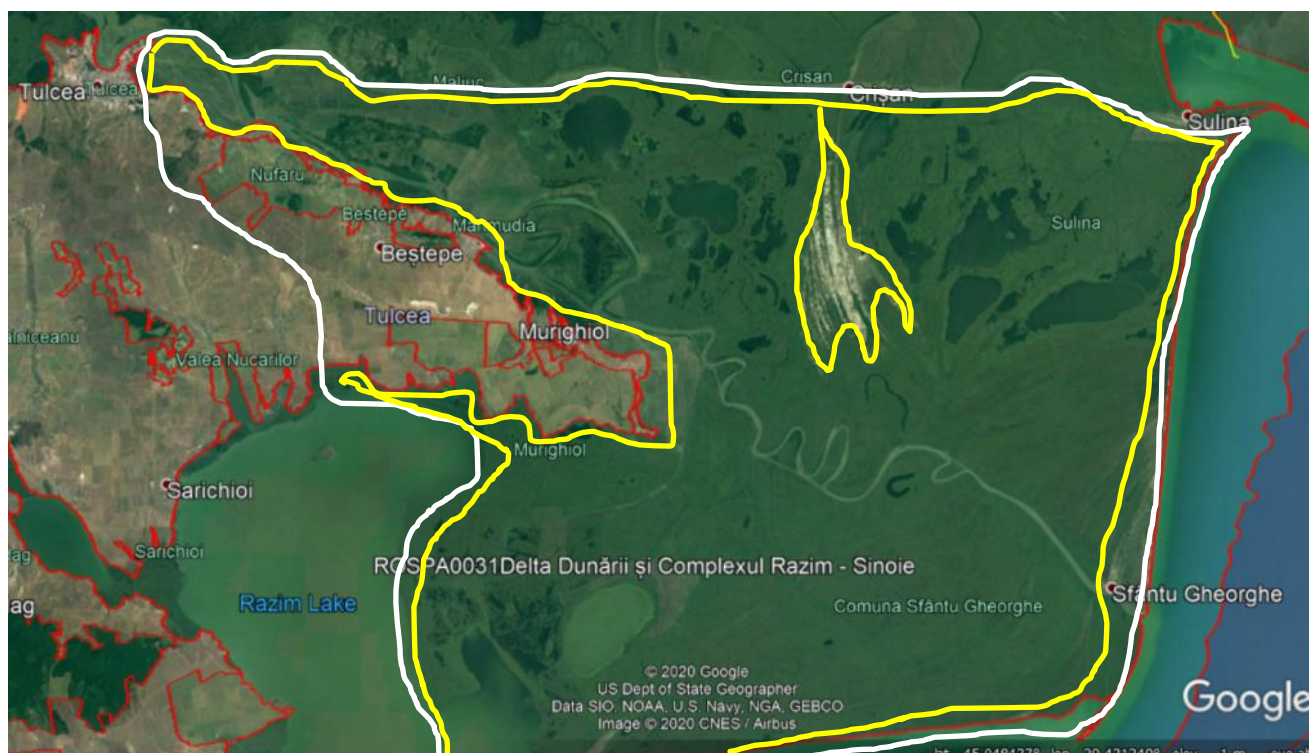 Tulcea
Tulcea
Maliuc
Crisan
Crișan
Sulina
Nufaru
Bestepe
Mahmudia
Sulina
Beștepe
Tulcea
Murighiol
Valea Nucarilor
Murighiol
Sarichioi
Sarichioi
ROSPA0031Delta Dunării și Complexul Razim - Sinoie
Razim Lake
Comuna Sfântu Gheorghe
Sfântu Gheorghe
© 2020 Google
US Dept of State Geographer
Data SIO, NOAA, U.S. Navy, NGA, GEBCO
Image © 2020 CNES / Airbus
Google